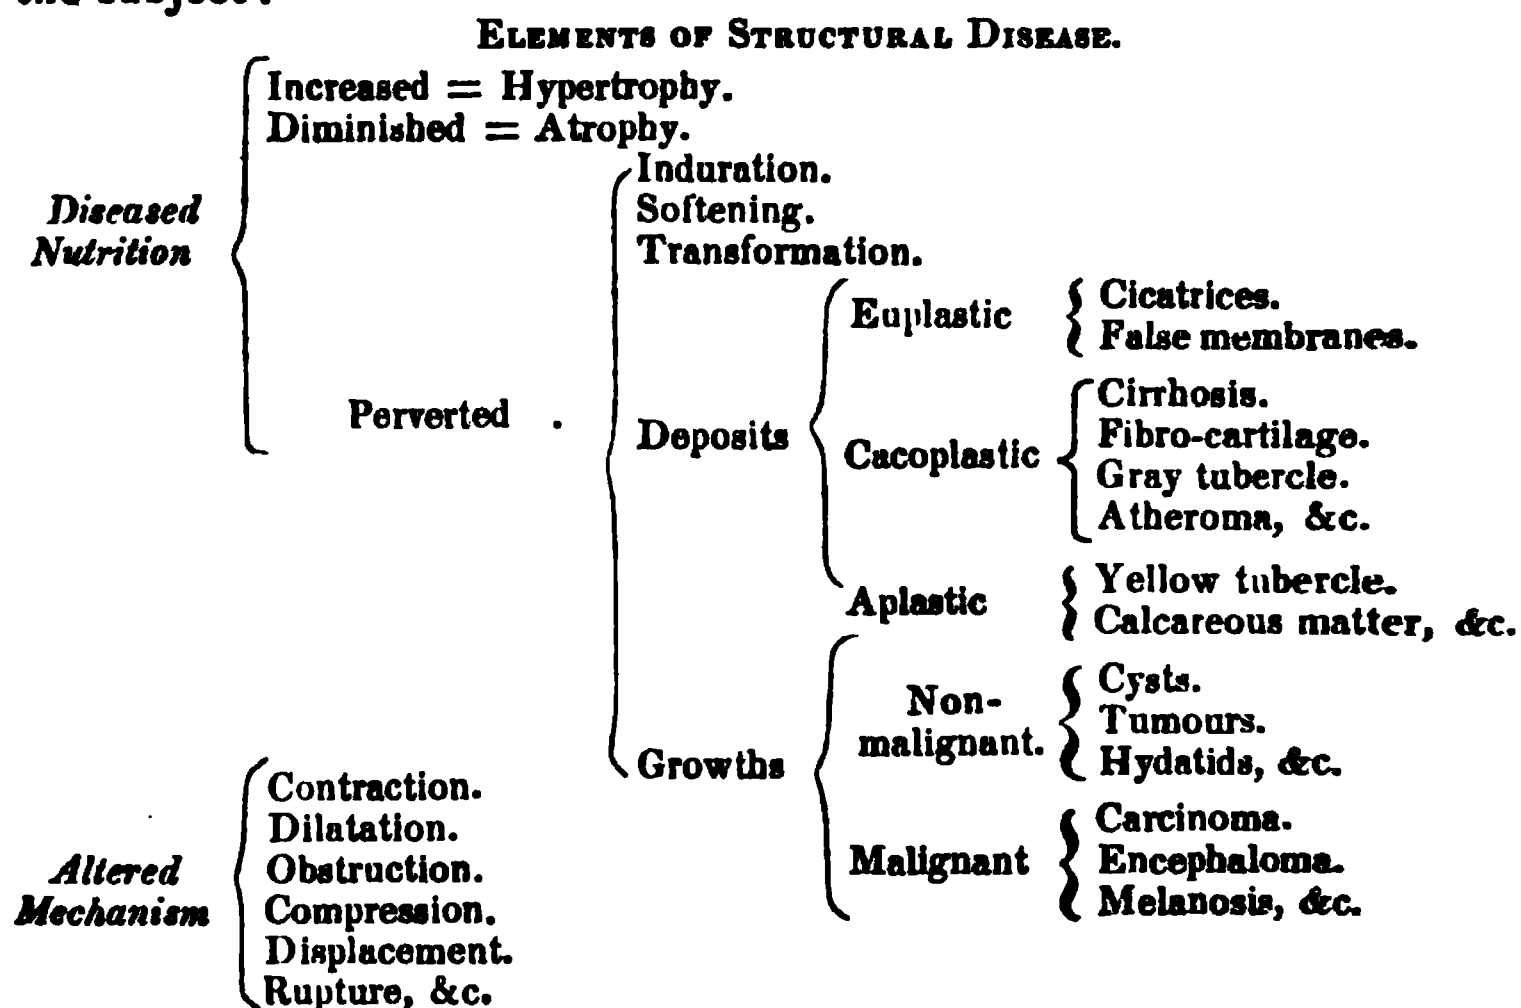 the subject :
ELEMENTS OF STRUCTURAL DISEASE.
Diseased
Nutrition
Increased = Hypertrophy.
Diminished = Atrophy.
Perverted .
Induration.
Softening.
Transformation.
Deposits
Euplastic
Cicatrices.
False membranes.
Cacoplastic
Cirrhosis.
Fibro-cartilage.
Gray tubercle.
Atheroma, &c.
Aplastic
Yellow tubercle.
Calcareous matter, &c.
Growths
Non-
malignant.
Cysts.
Tumours.
Hydatids, &c.
Malignant
Carcinoma.
Encephaloma.
Melanosis, &c.
Altered
Mechanism
Contraction.
Dilatation.
Obstruction.
Compression.
Displacement.
Rupture, &c.